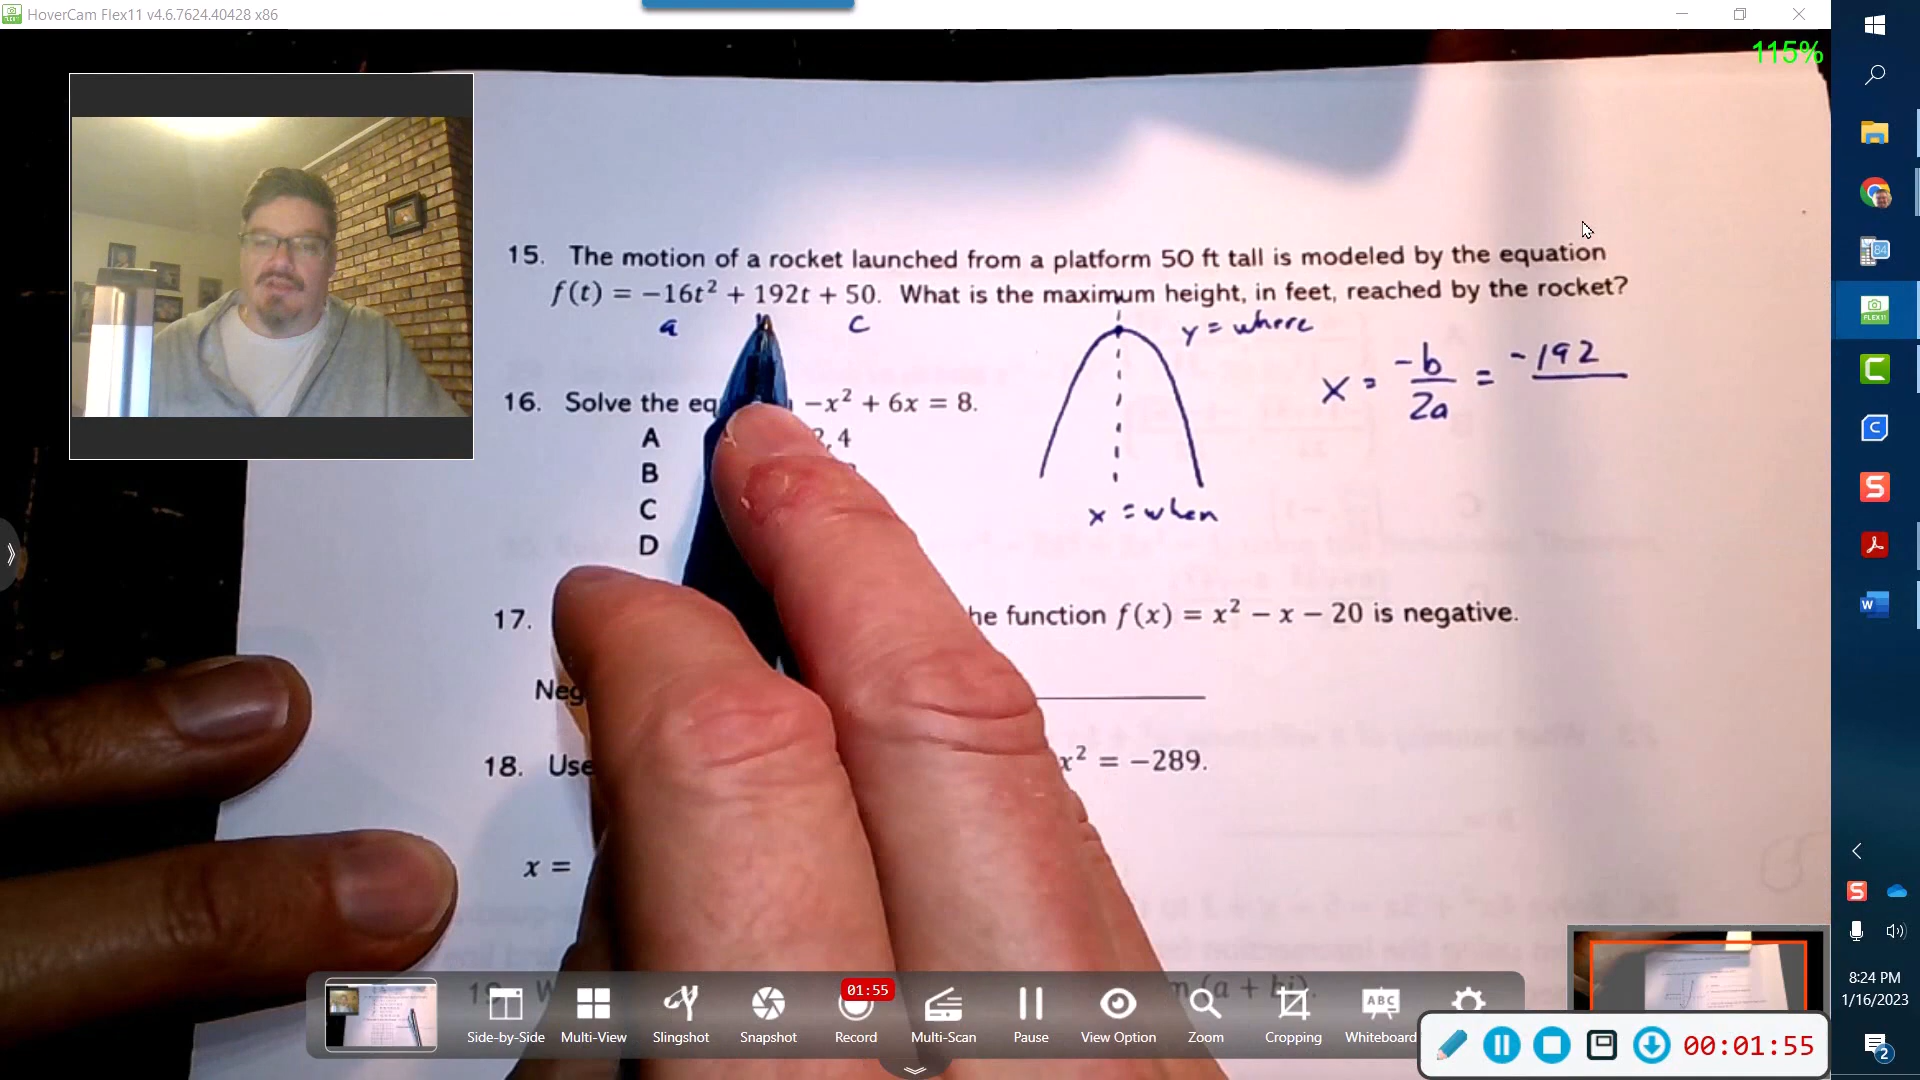 HoverCam Flex11 v4.6.7624.40428 x86
115%
15. The motion of a rocket launched from a platform 50 ft tall is modeled by the equation
f(t) = −16t² + 192t + 50. What is the maximum height, in feet, reached by the rocket?
a c
y = where
x = -b/2a = -192
x = when
16. Solve the eq −x² + 6x = 8.
A , 4
B
C
D
17. he function f(x) = x² − x − 20 is negative.
Neg
18. Use x² = −289.
x =
(a + bi).
01:55
Side-by-Side Multi-View Slingshot Snapshot Record Multi-Scan Pause View Option Zoom Cropping ABC Whiteboard
00:01:55
84
FLEX11
8:24 PM
1/16/2023
2